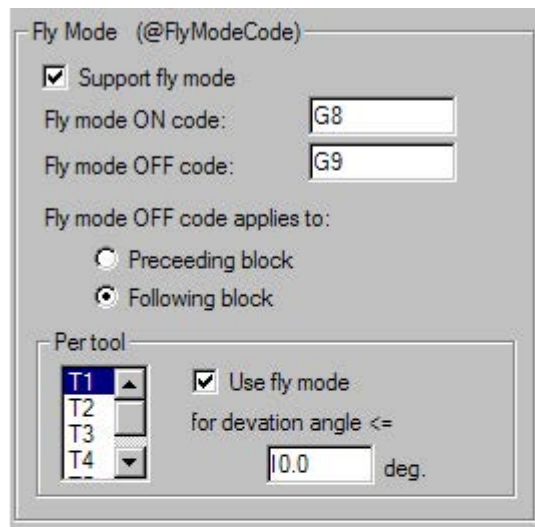 Fly Mode (@FlyModeCode)
Support fly mode
Fly mode ON code: G8
Fly mode OFF code: G9
Fly mode OFF code applies to:
Preceeding block
Following block
Per tool
T1
Use fly mode
T2
T3
for devation angle <=
T4
0.0 deg.